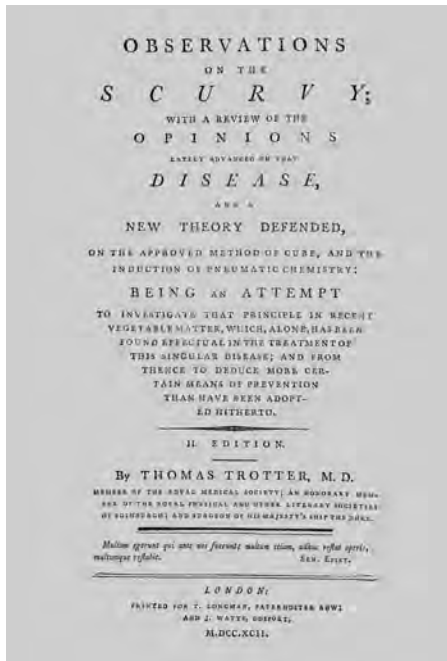 OBSERVATIONS
ON THE
SCURVY;
WITH A REVIEW OF THE
OPINIONS
LATELY ADVANCED ON THAT
DISEASE,
AND A
NEW THEORY DEFENDED,
ON THE APPROVED METHOD OF CURE, AND THE
INDUCTION OF PNEUMATIC CHEMISTRY:
BEING AN ATTEMPT
TO INVESTIGATE THAT PRINCIPLE IN RECENT
VEGETABLE MATTER, WHICH, ALONE, HAS BEEN
FOUND EFFECTUAL IN THE TREATMENT OF
THIS SINGULAR DISEASE; AND FROM
THENCE TO DEDUCE MORE CER-
TAIN MEANS OF PREVENTION
THAN HAVE BEEN ADOPT-
ED HITHERTO.
II. EDITION.
By THOMAS TROTTER, M. D.
MEMBER OF THE ROYAL MEDICAL SOCIETY; AN HONORARY MEM-
BER OF THE ROYAL PHYSICAL AND OTHER LITERARY SOCIETIES
OF EDINBURGH; AND SURGEON OF HIS MAJESTY'S SHIP THE DUKE.
Multum egerunt qui ante nos fuerunt multum etiam, adhuc restat operis,
multumque restabit. SEN. EPIST.
LONDON:
PRINTED FOR T. LONGMAN, PATERNOSTER ROW;
AND J. WATTS, GOSPORT,
M.DCC.XCII.